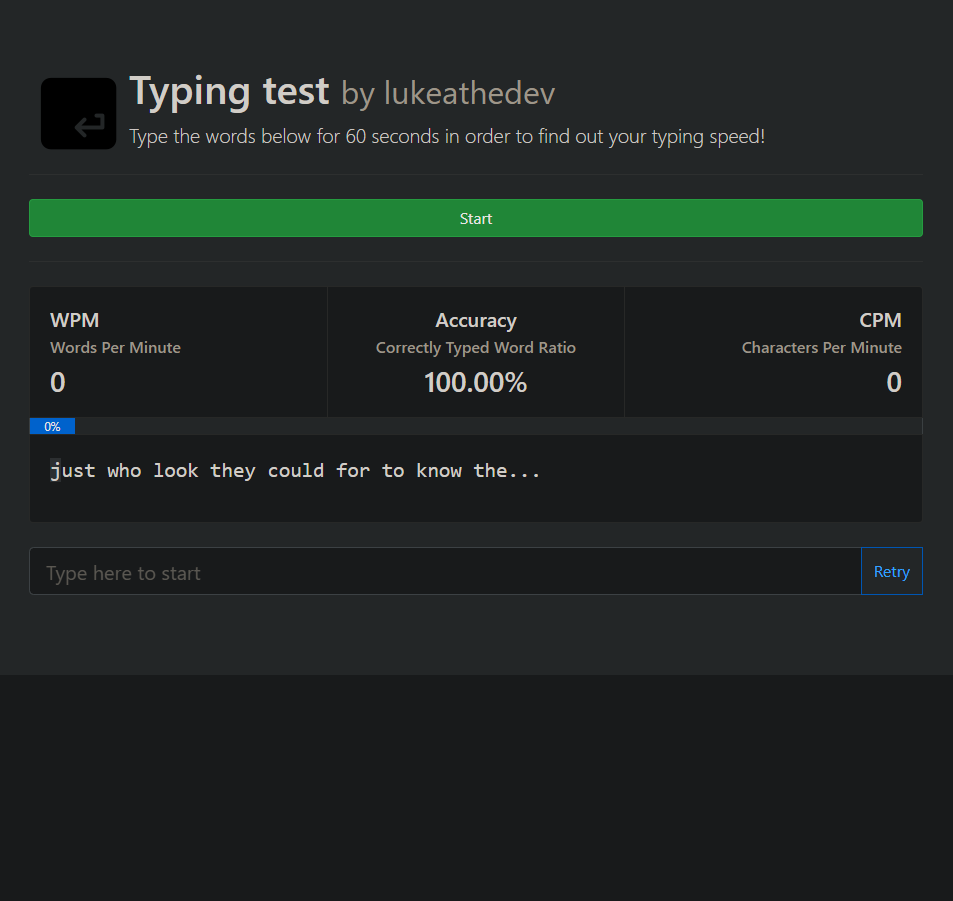 Typing test by lukeathedev
Type the words below for 60 seconds in order to find out your typing speed!
Start
WPM
Words Per Minute
0
Accuracy
Correctly Typed Word Ratio
100.00%
CPM
Characters Per Minute
0
0%
just who look they could for to know the...
Type here to start
Retry